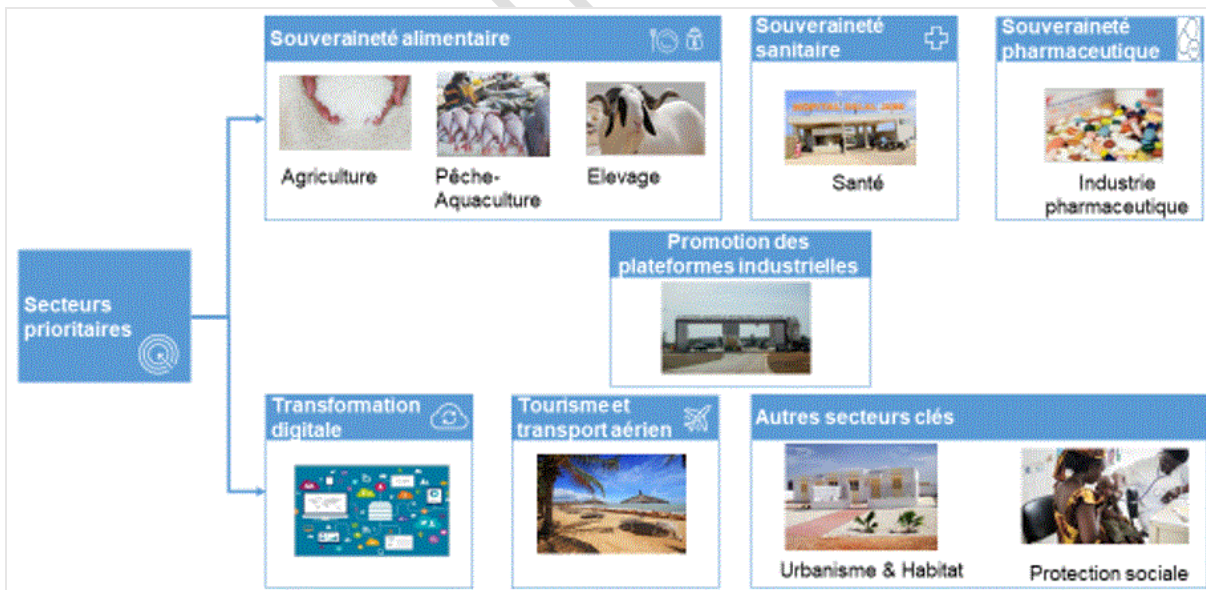 Souveraineté alimentaire
Souveraineté
sanitaire
Souveraineté
pharmaceutique
Agriculture
Pêche-
Aquaculture
Elevage
Santé
Industrie
pharmaceutique
Promotion des
plateformes industrielles
Secteurs
prioritaires
Transformation
digitale
Tourisme et
transport aérien
Autres secteurs clés
Urbanisme & Habitat
Protection sociale